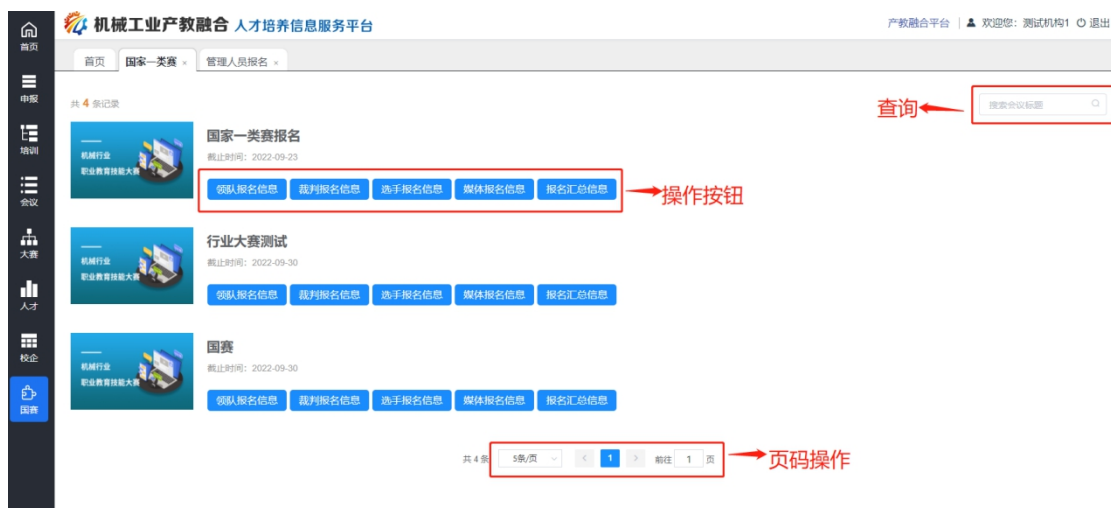 机械工业产教融合 人才培养信息服务平台
产教融合平台 欢迎您：测试机构1 退出
首页
首页 国家一类赛 × 管理人员报名 ×
申报
培训
会议
大赛
人才
校企
国赛
共 4 条记录
查询
搜索会议标题
机械行业
职业教育技能大赛
国家一类赛报名
截止时间：2022-09-23
领队报名信息 裁判报名信息 选手报名信息 媒体报名信息 报名汇总信息
操作按钮
机械行业
职业教育技能大赛
行业大赛测试
截止时间：2022-09-30
领队报名信息 裁判报名信息 选手报名信息 媒体报名信息 报名汇总信息
机械行业
职业教育技能大赛
国赛
截止时间：2022-09-30
领队报名信息 裁判报名信息 选手报名信息 媒体报名信息 报名汇总信息
共 4 条 5条/页 < 1 > 前往 1 页
页码操作